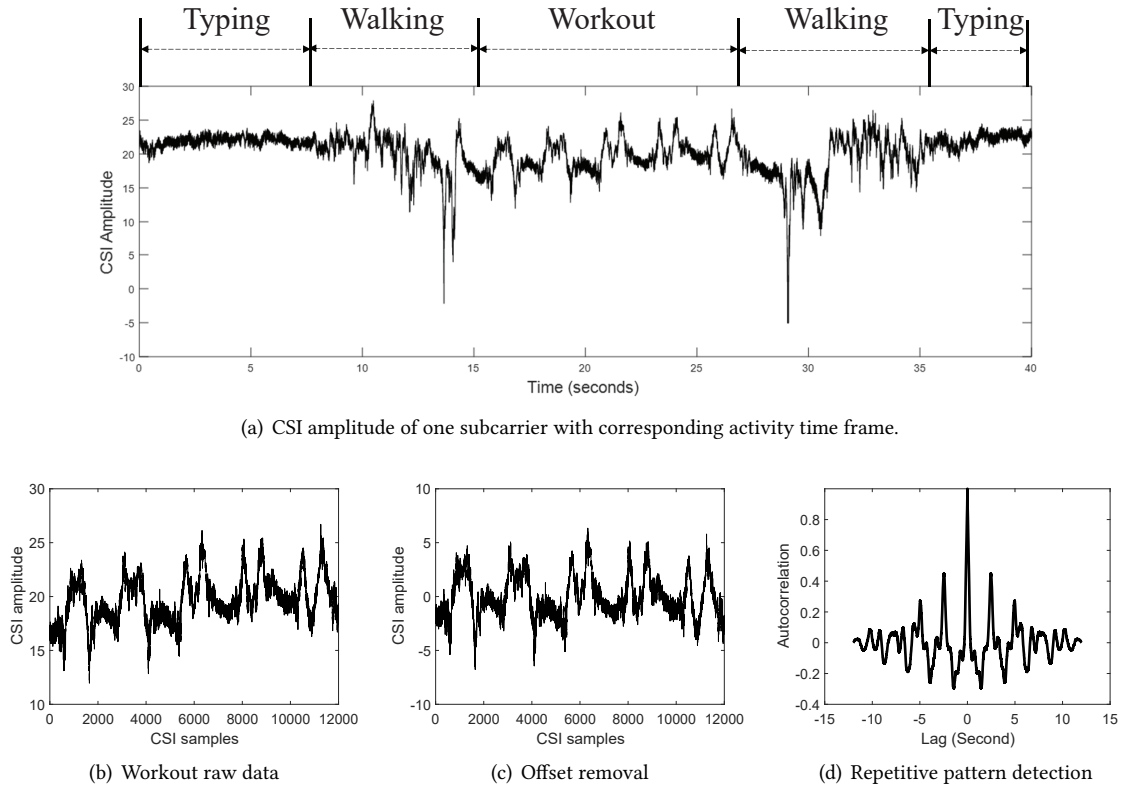 Typing Walking Workout Walking Typing
30
25
20
15
10
5
0
-5
-10
CSI Amplitude
0 5 10 15 20 25 30 35 40
Time (seconds)
(a) CSI amplitude of one subcarrier with corresponding activity time frame.
30
25
20
15
10
CSI amplitude
0 2000 4000 6000 8000 10000 12000
CSI samples
(b) Workout raw data
10
5
0
-5
-10
CSI amplitude
0 2000 4000 6000 8000 10000 12000
CSI samples
(c) Offset removal
0.8
0.6
0.4
0.2
0
-0.2
-0.4
Autocorrelation
-15 -10 -5 0 5 10 15
Lag (Second)
(d) Repetitive pattern detection